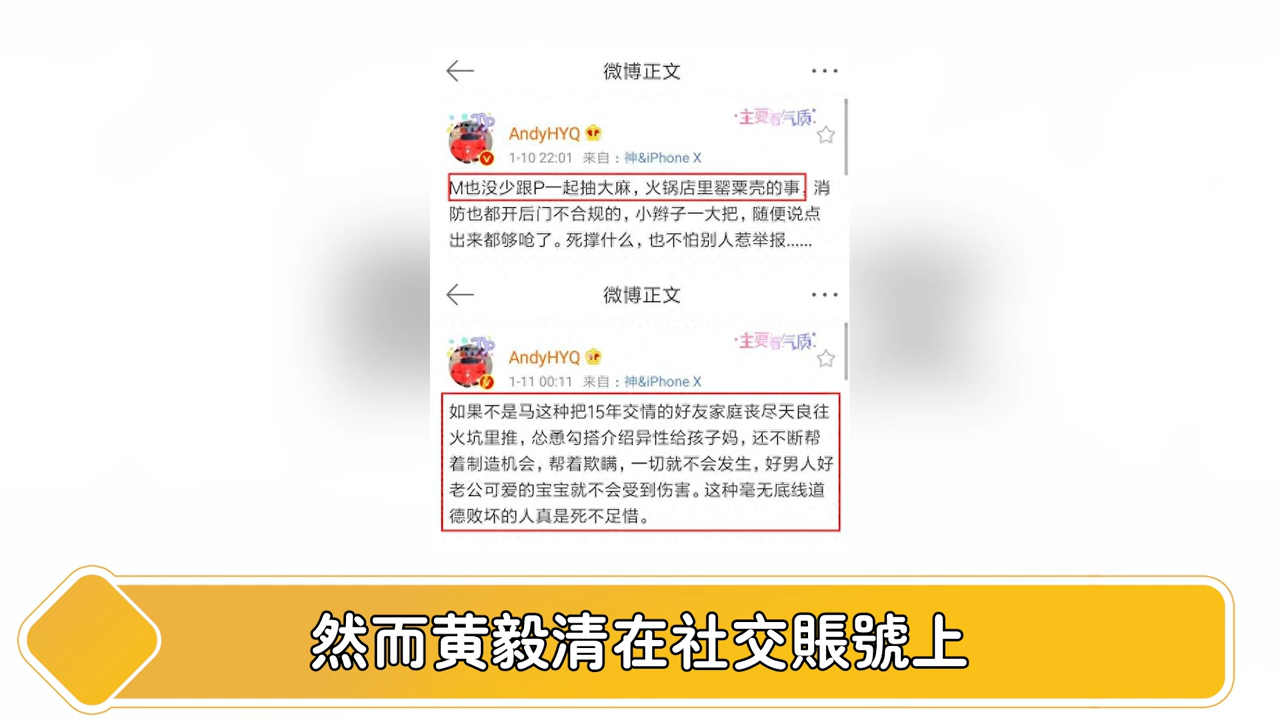 微博正文
主要看气质
AndyHYQ
1-10 22:01 来自：神&iPhone X
M也没少跟P一起抽大麻，火锅店里罂粟壳的事，消
防也都开后门不合规的，小辫子一大把，随便说点
出来都够呛了。死撑什么，也不怕别人惹举报......
微博正文
主要看气质
AndyHYQ
1-11 00:11 来自：神&iPhone X
如果不是马这种把15年交情的好友家庭丧尽天良往
火坑里推，怂恿勾搭介绍异性给孩子妈，还不断帮
着制造机会，帮着欺瞒，一切就不会发生，好男人好
老公可爱的宝宝就不会受到伤害。这种毫无底线道
德败坏的人真是死不足惜。
然而黄毅清在社交賬號上